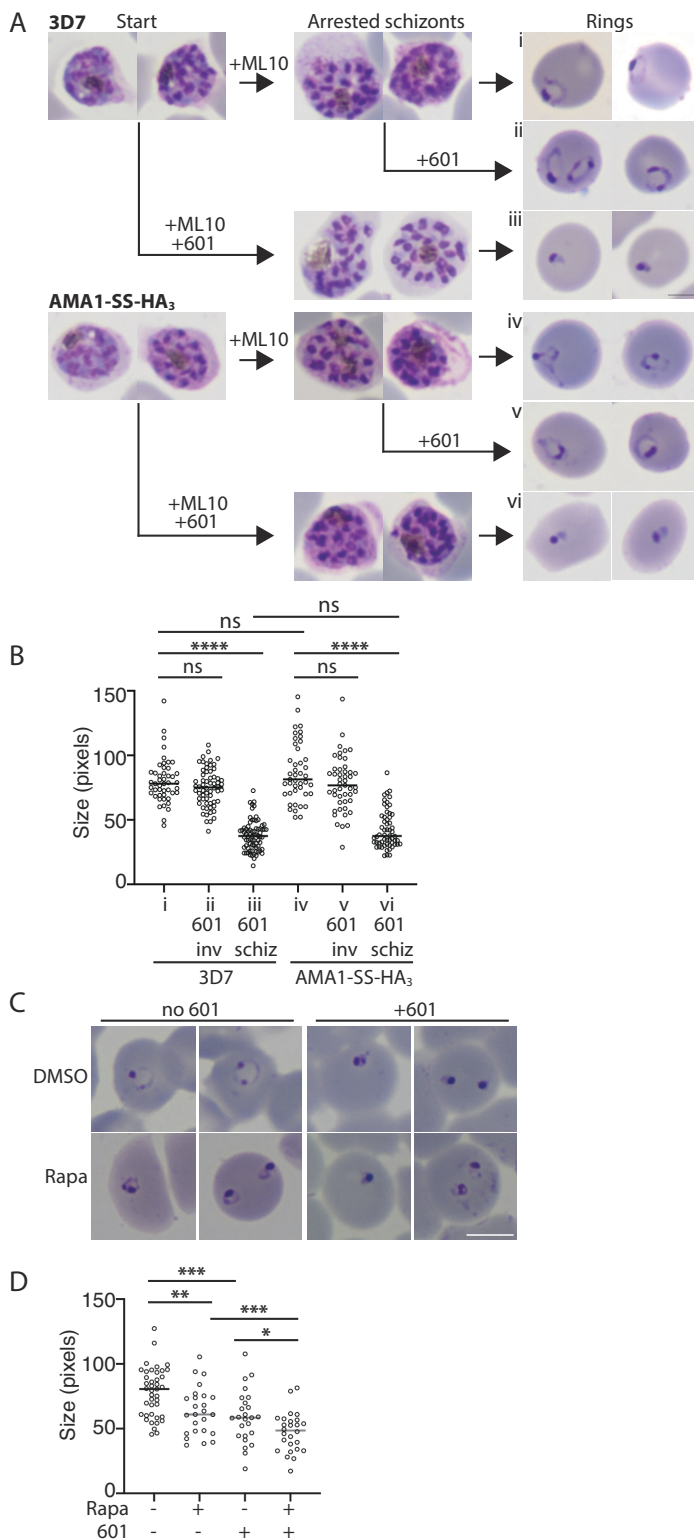 A
3D7 Start Arrested schizonts Rings
+ML10
i
ii
+601
+ML10
+601
iii
AMA1-SS-HA₃
+ML10
iv
v
+601
+ML10
+601
vi
ns
ns
**** ****
B
ns ns
150
100
50
0
Size (pixels)
i ii iii iv v vi
601 601 601 601
inv schiz inv schiz
3D7 AMA1-SS-HA₃
C
no 601 +601
DMSO
Rapa
D
***
** ***
*
150
100
50
0
Size (pixels)
Rapa - + - +
601 - - + +